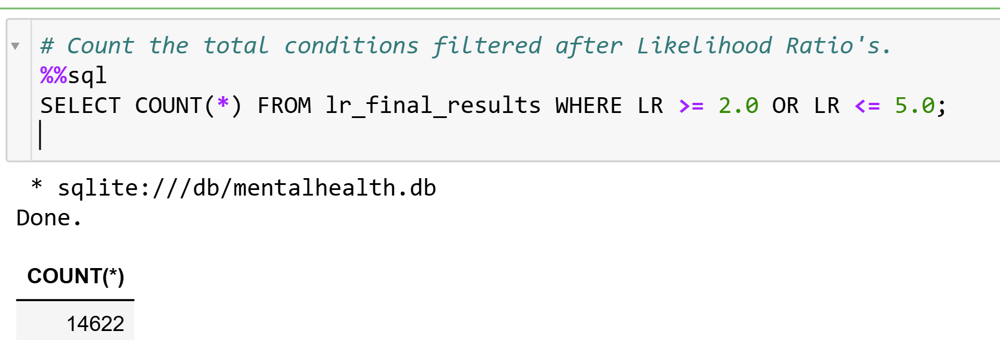 # Count the total conditions filtered after Likelihood Ratio's.
%%sql
SELECT COUNT(*) FROM lr_final_results WHERE LR >= 2.0 OR LR <= 5.0;
* sqlite:///db/mentalhealth.db
Done.
COUNT(*)
14622